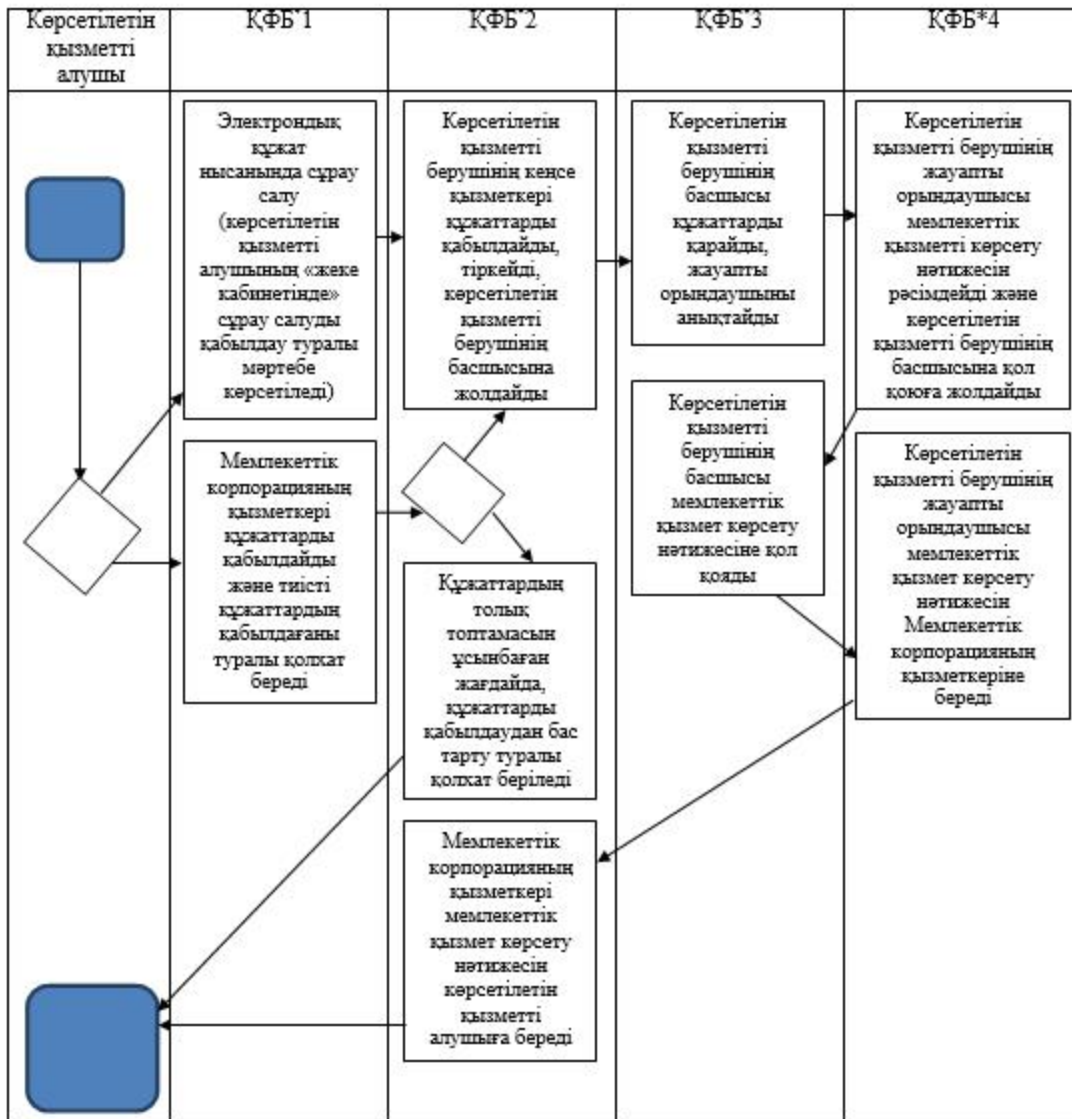 Көрсетілетін
қызметті
алушы
ҚФБ*1
ҚФБ*2
ҚФБ*3
ҚФБ*4
Электрондық
құжат
нысанында сұрау
салу
(көрсетілетін
қызметті
алушының «жеке
кабинетінде»
сұрау салуды
қабылдау туралы
мәртебе
көрсетіледі)
Мемлекеттік
корпорацияның
қызметкері
құжаттарды
қабылдайды
және тиісті
құжаттардың
қабылдағаны
туралы қолхат
береді
Көрсетілетін
қызметті
берушінің кеңсе
қызметкері
құжаттарды
қабылдайды,
тіркейді,
көрсетілетін
қызметті
берушінің
басшысына
жолдайды
Құжаттардың
толық
топтамасын
ұсынбаған
жағдайда,
құжаттарды
қабылдаудан бас
тарту туралы
қолхат беріледі
Мемлекеттік
корпорацияның
қызметкері
мемлекеттік
қызмет көрсету
нәтижесін
көрсетілетін
қызметті
алушыға береді
Көрсетілетін
қызметті
берушінің
басшысы
құжаттарды
қарайды,
жауапты
орындаушыны
анықтайды
Көрсетілетін
қызметті
берушінің
басшысы
мемлекеттік
қызмет көрсету
нәтижесіне қол
қояды
Көрсетілетін
қызметті берушінің
жауапты
орындаушысы
мемлекеттік
қызметті көрсету
нәтижесін
рәсімдейді және
көрсетілетін
қызметті берушінің
басшысына қол
қоюға жолдайды
Көрсетілетін
қызметті берушінің
жауапты
орындаушысы
мемлекеттік
қызмет көрсету
нәтижесін
Мемлекеттік
корпорацияның
қызметкеріне
береді